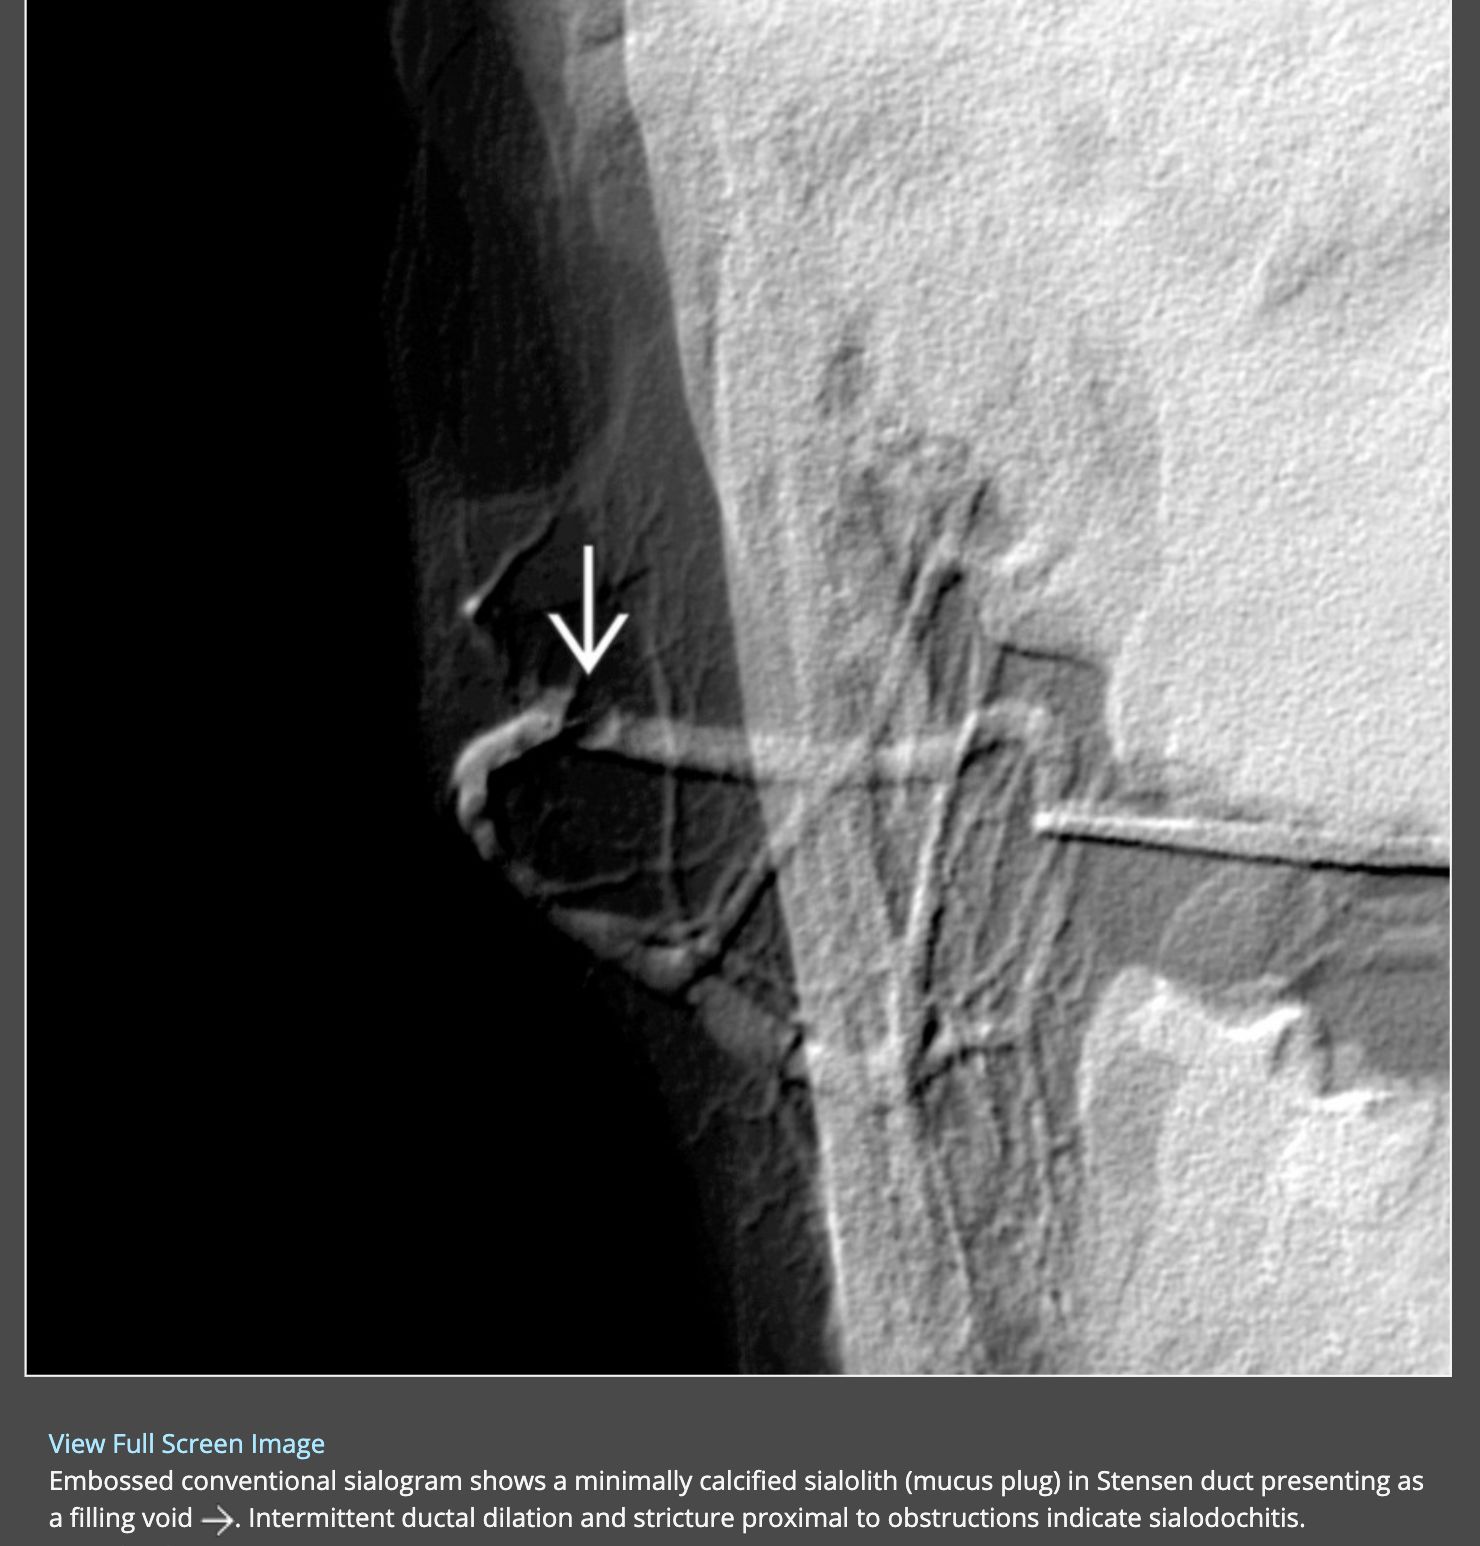 View Full Screen Image
Embossed conventional sialogram shows a minimally calcified sialolith (mucus plug) in Stensen duct presenting as
a filling void →. Intermittent ductal dilation and stricture proximal to obstructions indicate sialodochitis.